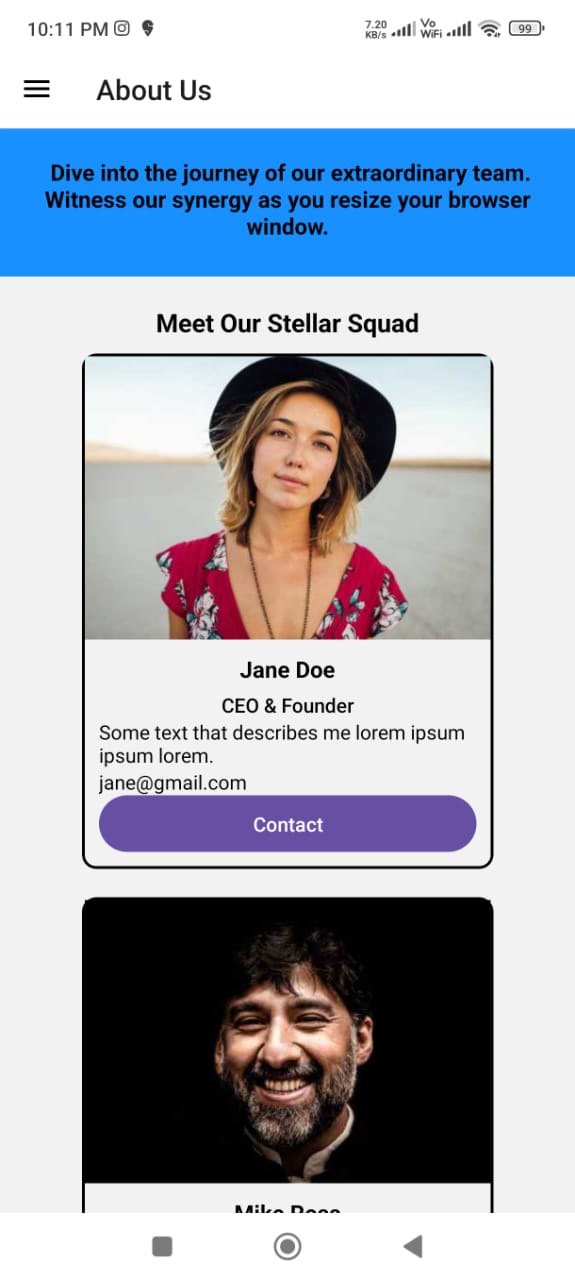 10:11 PM
7.20 KB/s
Vo WiFi
99
About Us
Dive into the journey of our extraordinary team.
Witness our synergy as you resize your browser
window.
Meet Our Stellar Squad
Jane Doe
CEO & Founder
Some text that describes me lorem ipsum
ipsum lorem.
jane@gmail.com
Contact
Mike Ross